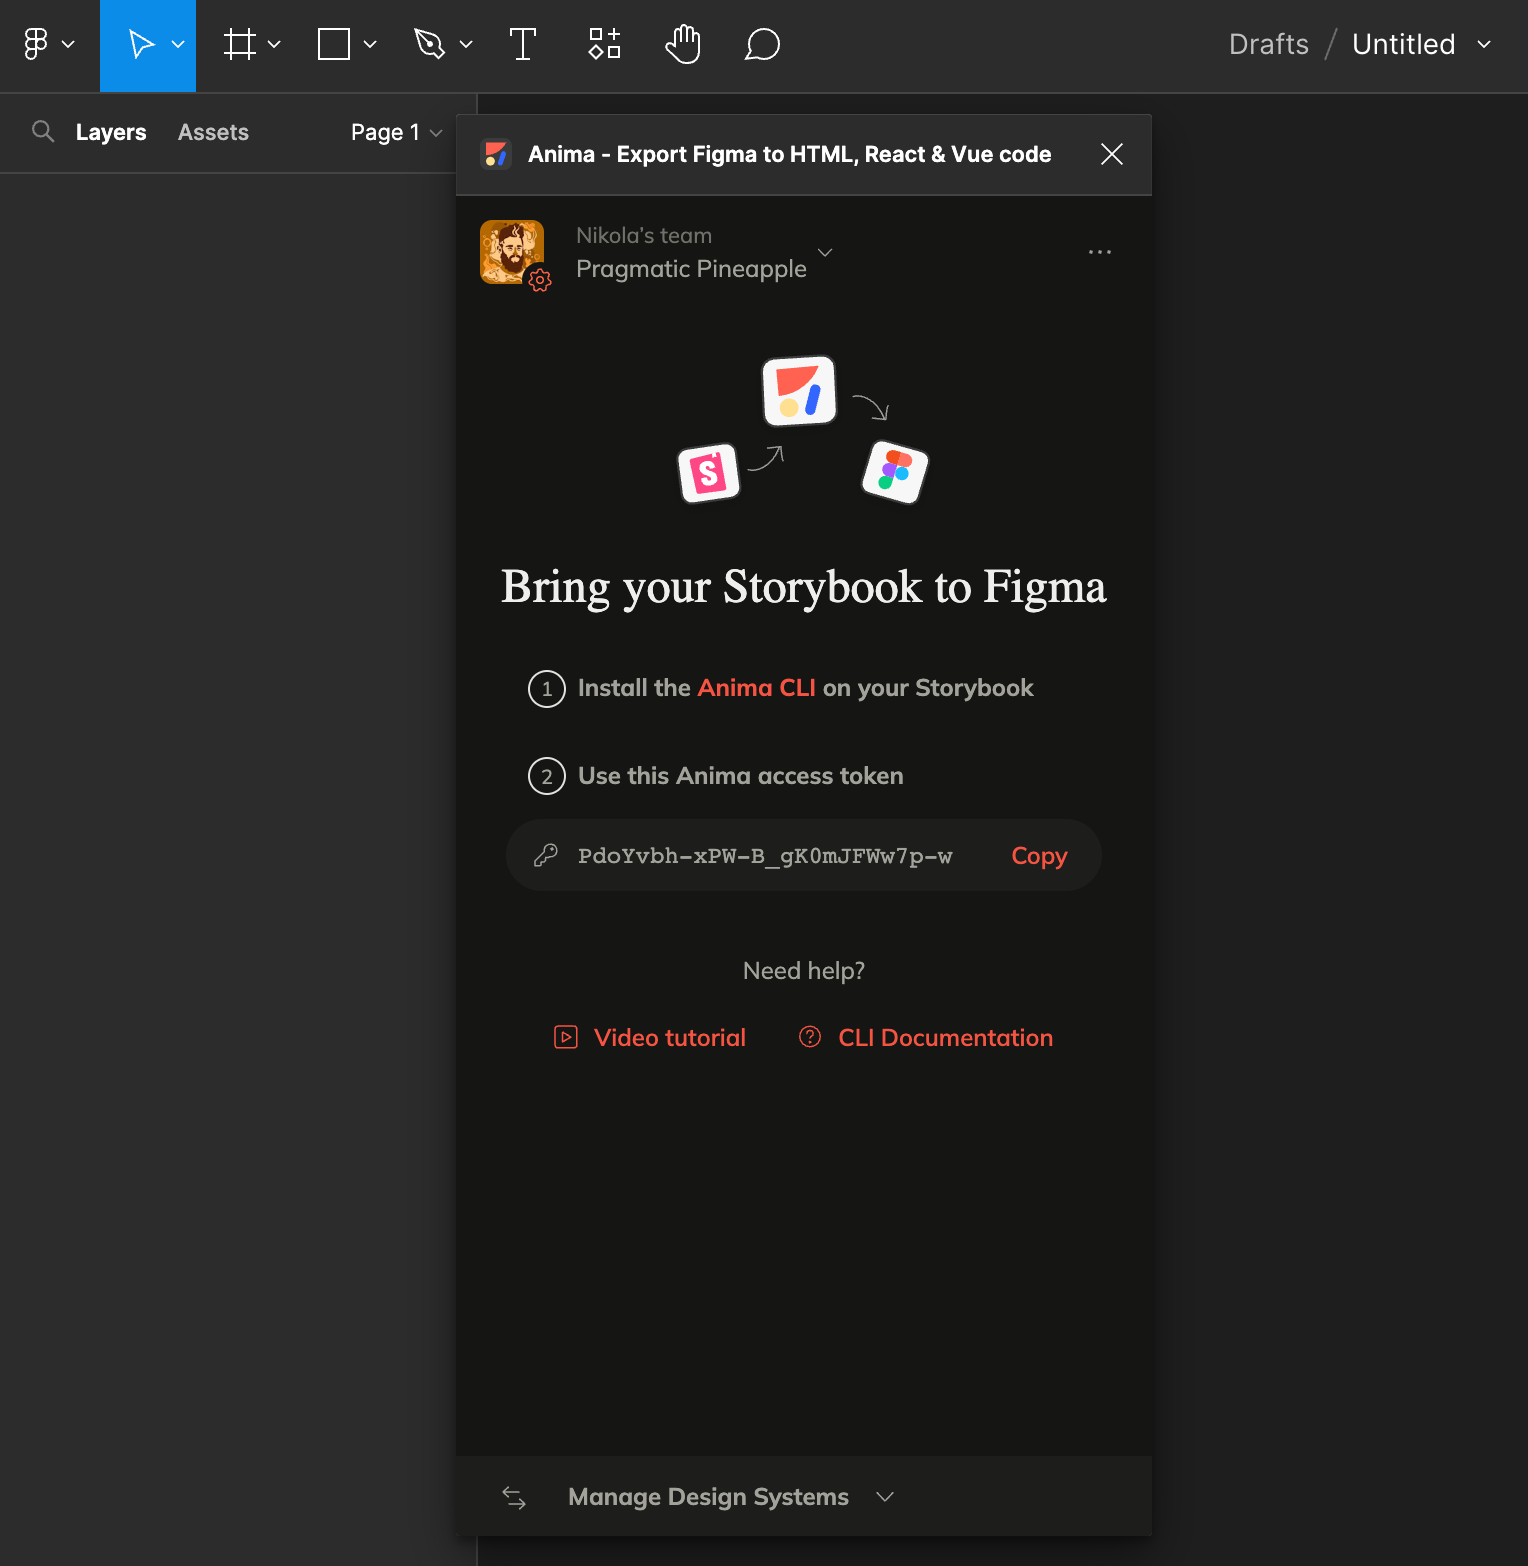 Drafts / Untitled
Layers Assets Page 1
Anima - Export Figma to HTML, React & Vue code
Nikola's team
Pragmatic Pineapple
S
Bring your Storybook to Figma
1 Install the Anima CLI on your Storybook
2 Use this Anima access token
PdoYvbh-xPW-B_gK0mJFWw7p-w Copy
Need help?
Video tutorial ? CLI Documentation
Manage Design Systems